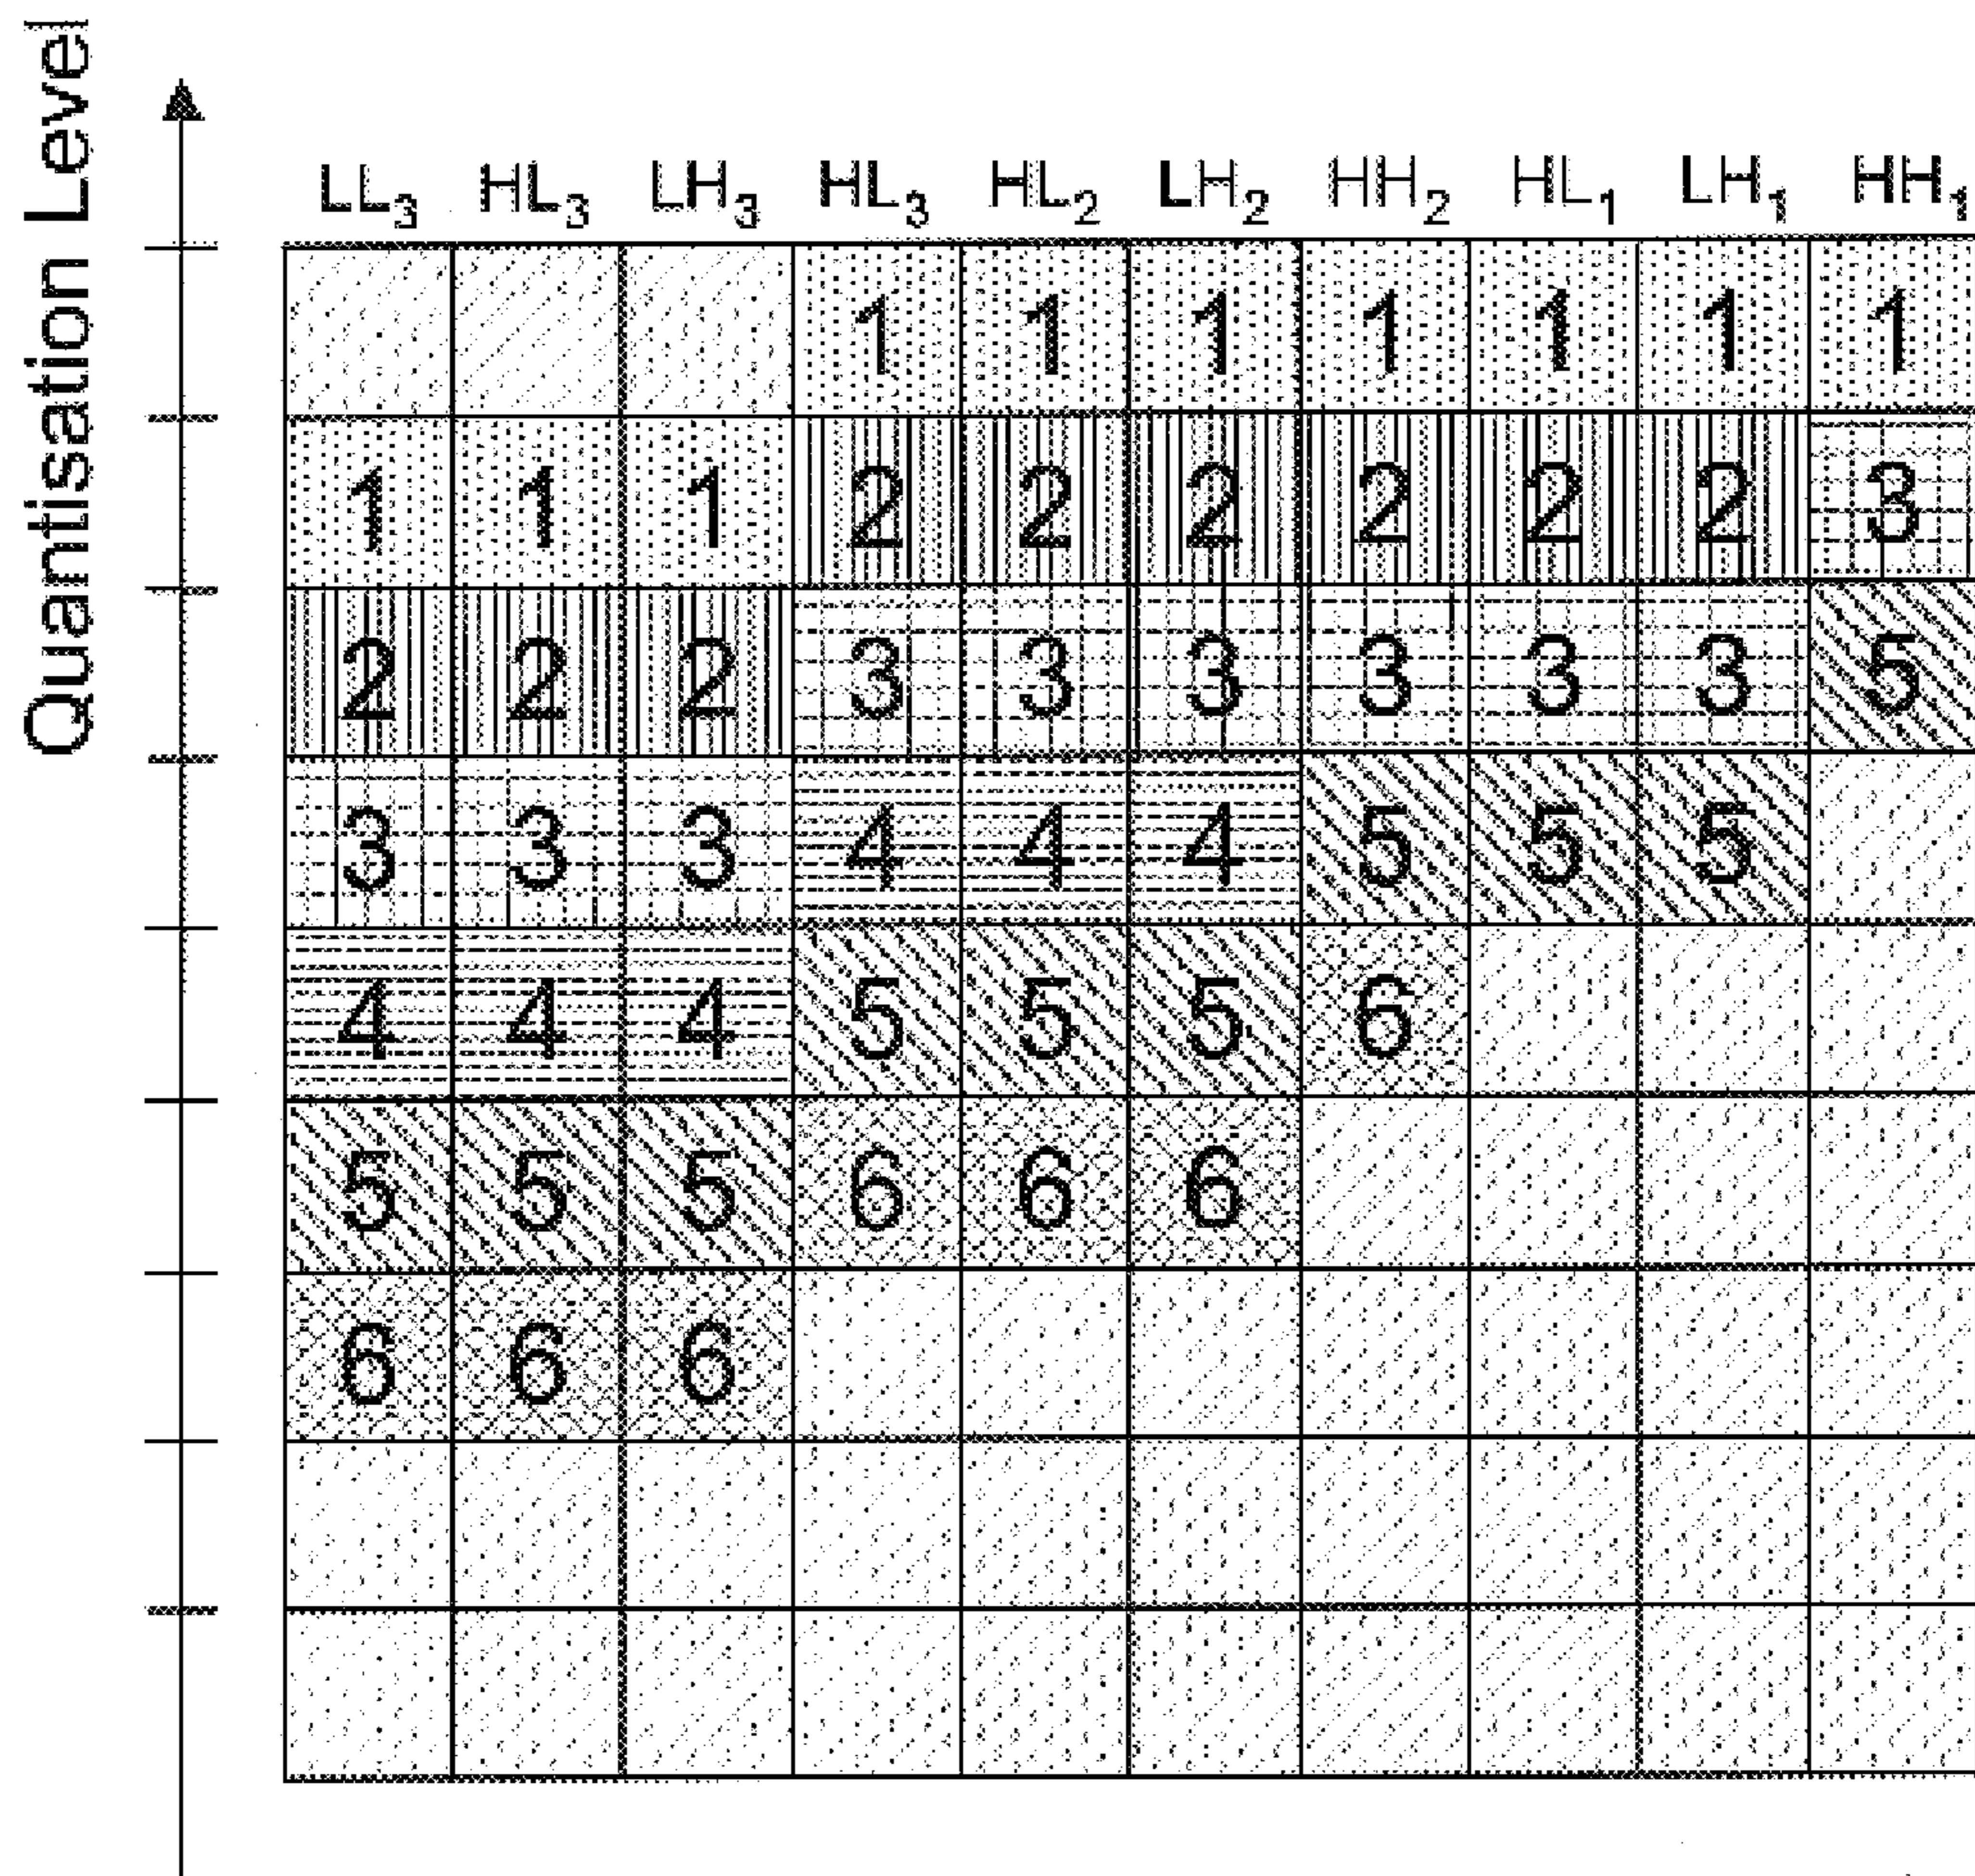 Quantisation Level
LL3 HL3 LH3 HL3 HL2 LH2 HH2 HL1 LH1 HH1
1 1 1 1 1 1 1
1 1 1 2 2 2 2 2 2 3
2 2 2 3 3 3 3 3 3 5
3 3 3 4 4 4 5 5 5
4 4 4 5 5 5 6
5 5 5 6 6 6
6 6 6